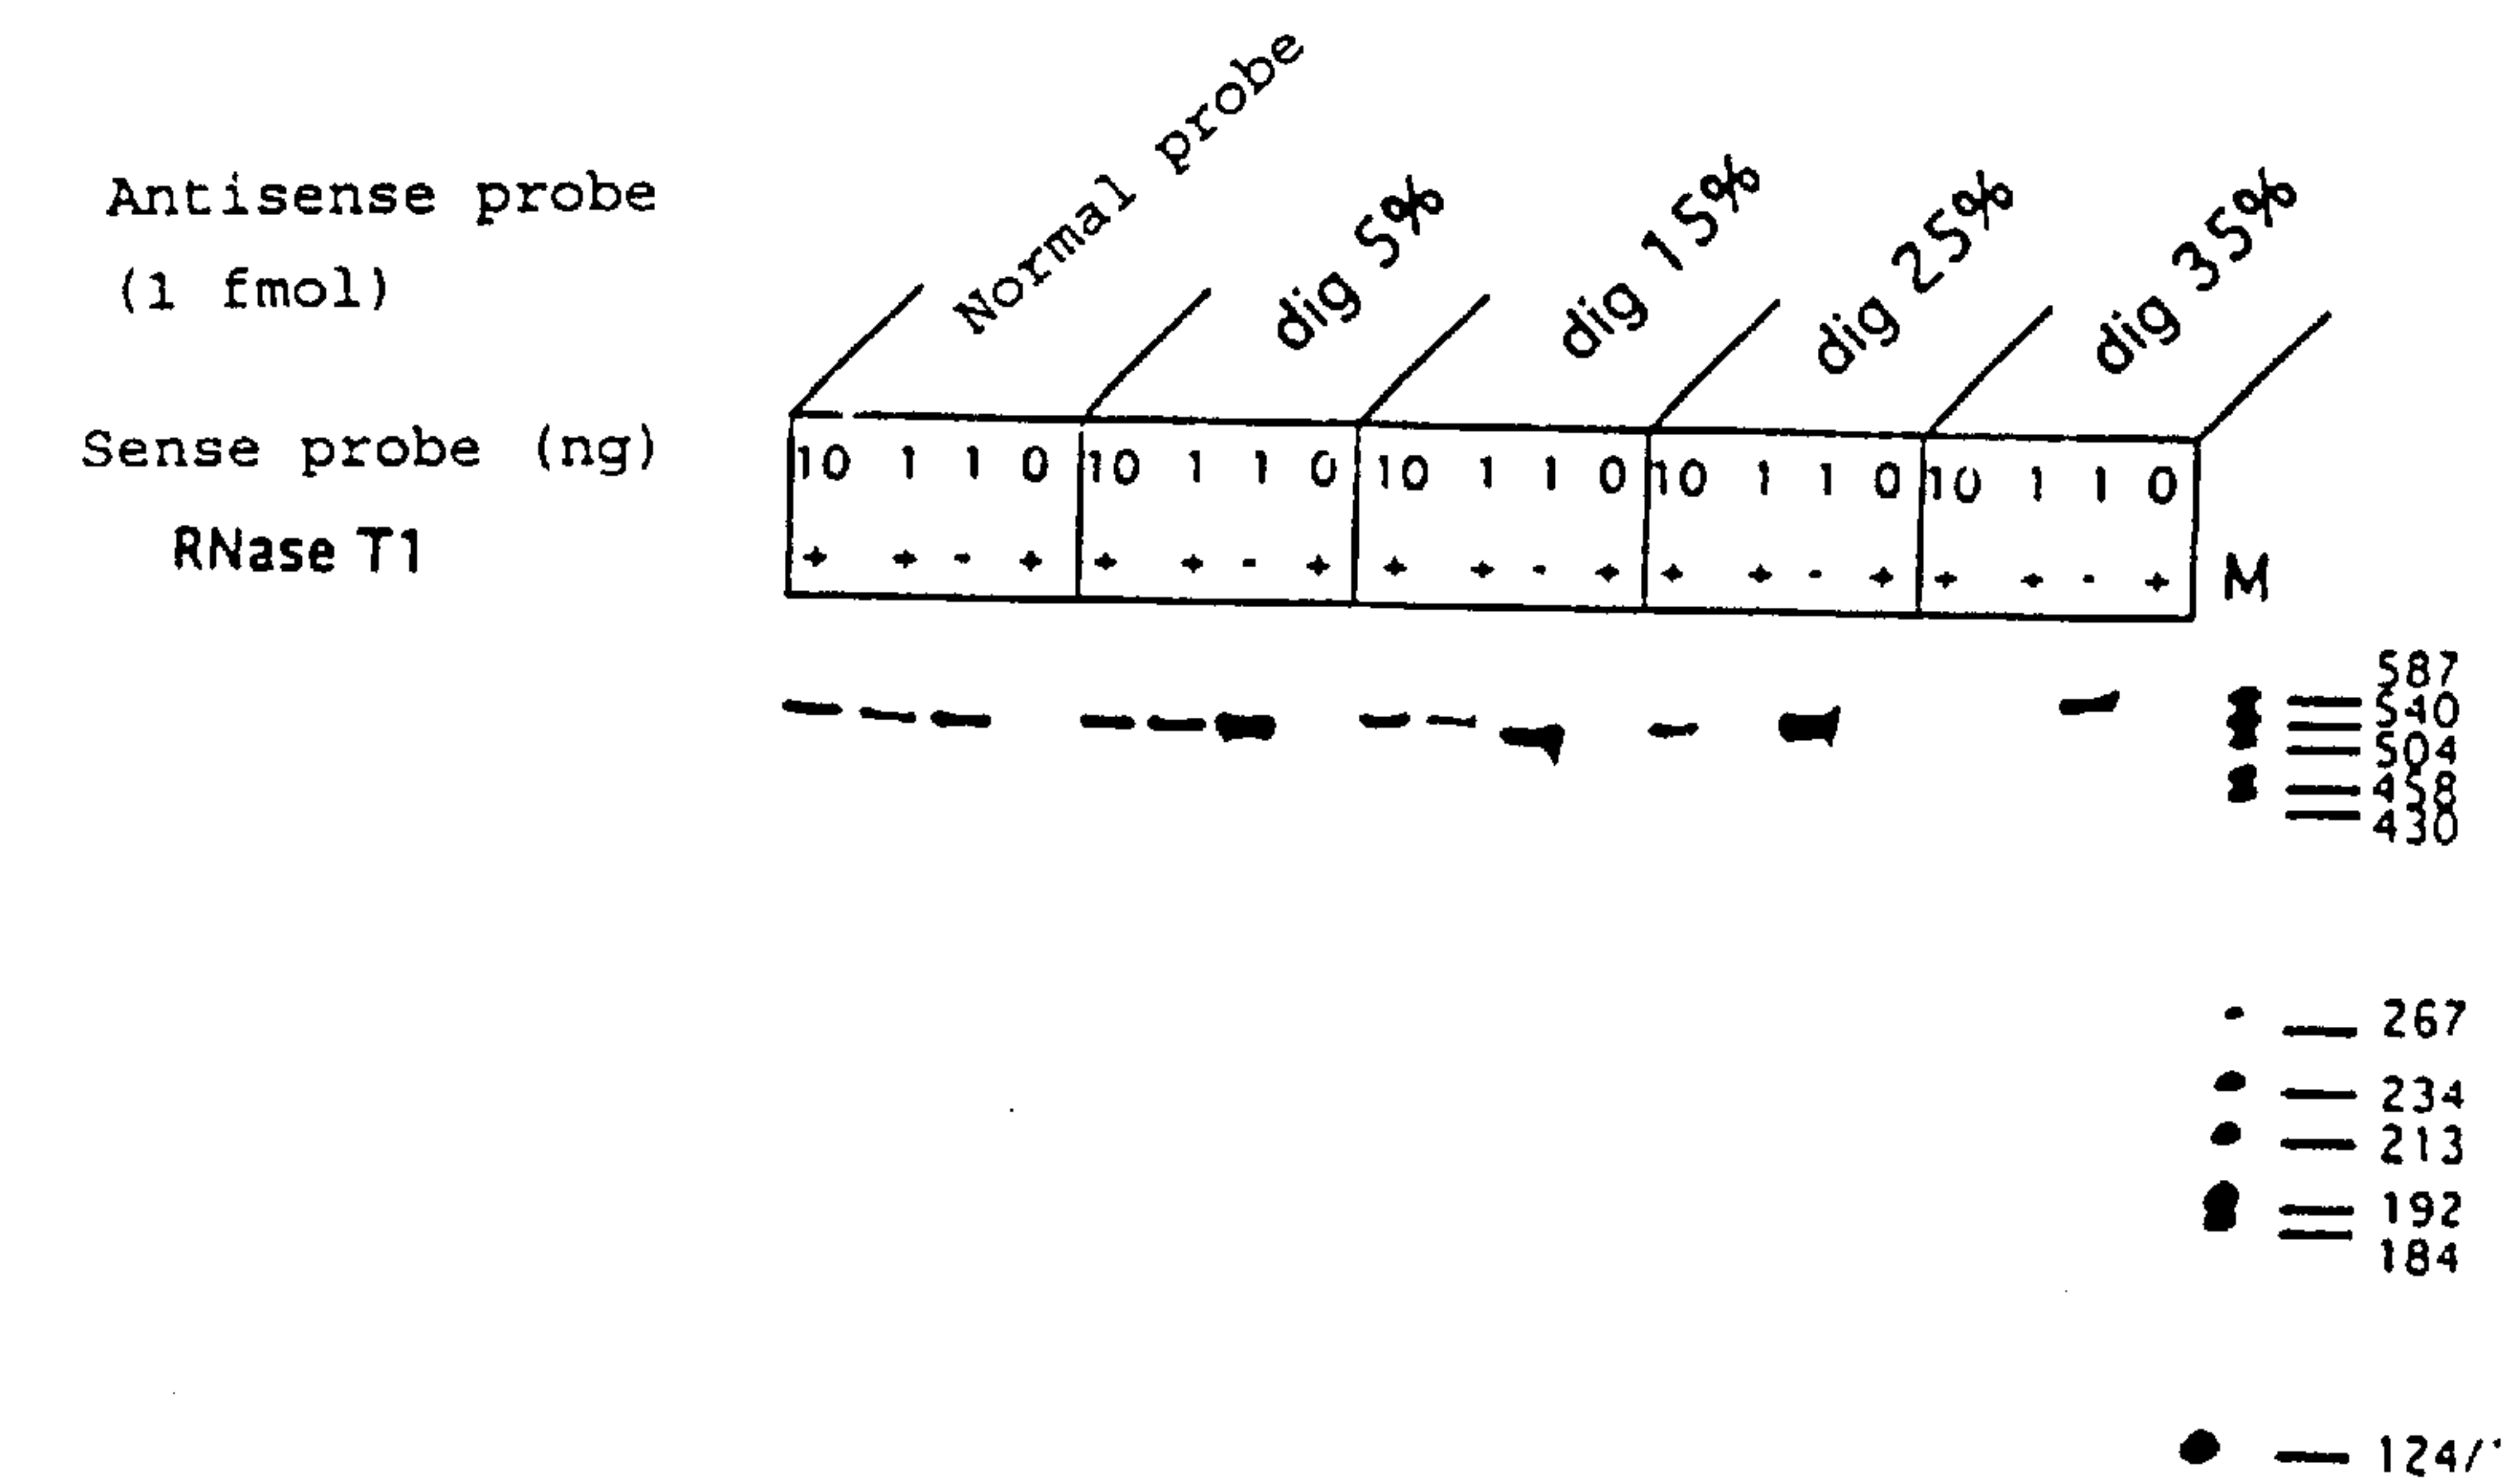 Antisense probe
(1 fmol)
Normal probe
dig 5%
dig 15%
dig 25%
dig 35%
Sense probe (ng)
10 1 1 0 10 1 1 0 10 1 1 0 10 1 1 0 10 1 1 0
RNase T1
+ + - + + + - + + + - + + + - + + + - +
M
587
540
504
458
430
267
234
213
192
184
124/